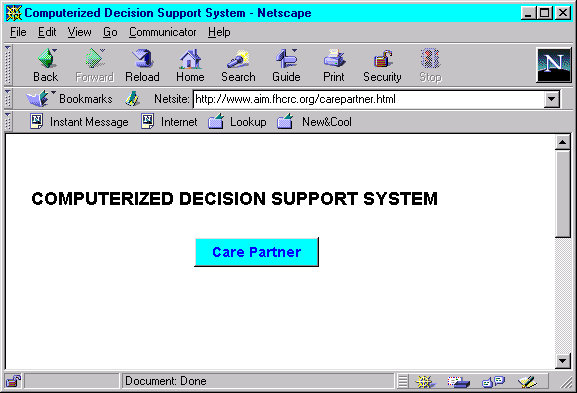 Computerized Decision Support System - Netscape
File Edit View Go Communicator Help
Back Forward Reload Home Search Guide Print Security Stop
N
Bookmarks Netsite: http://www.aim.fhcrc.org/carepartner.html
Instant Message Internet Lookup New&Cool
COMPUTERIZED DECISION SUPPORT SYSTEM
Care Partner
Document: Done